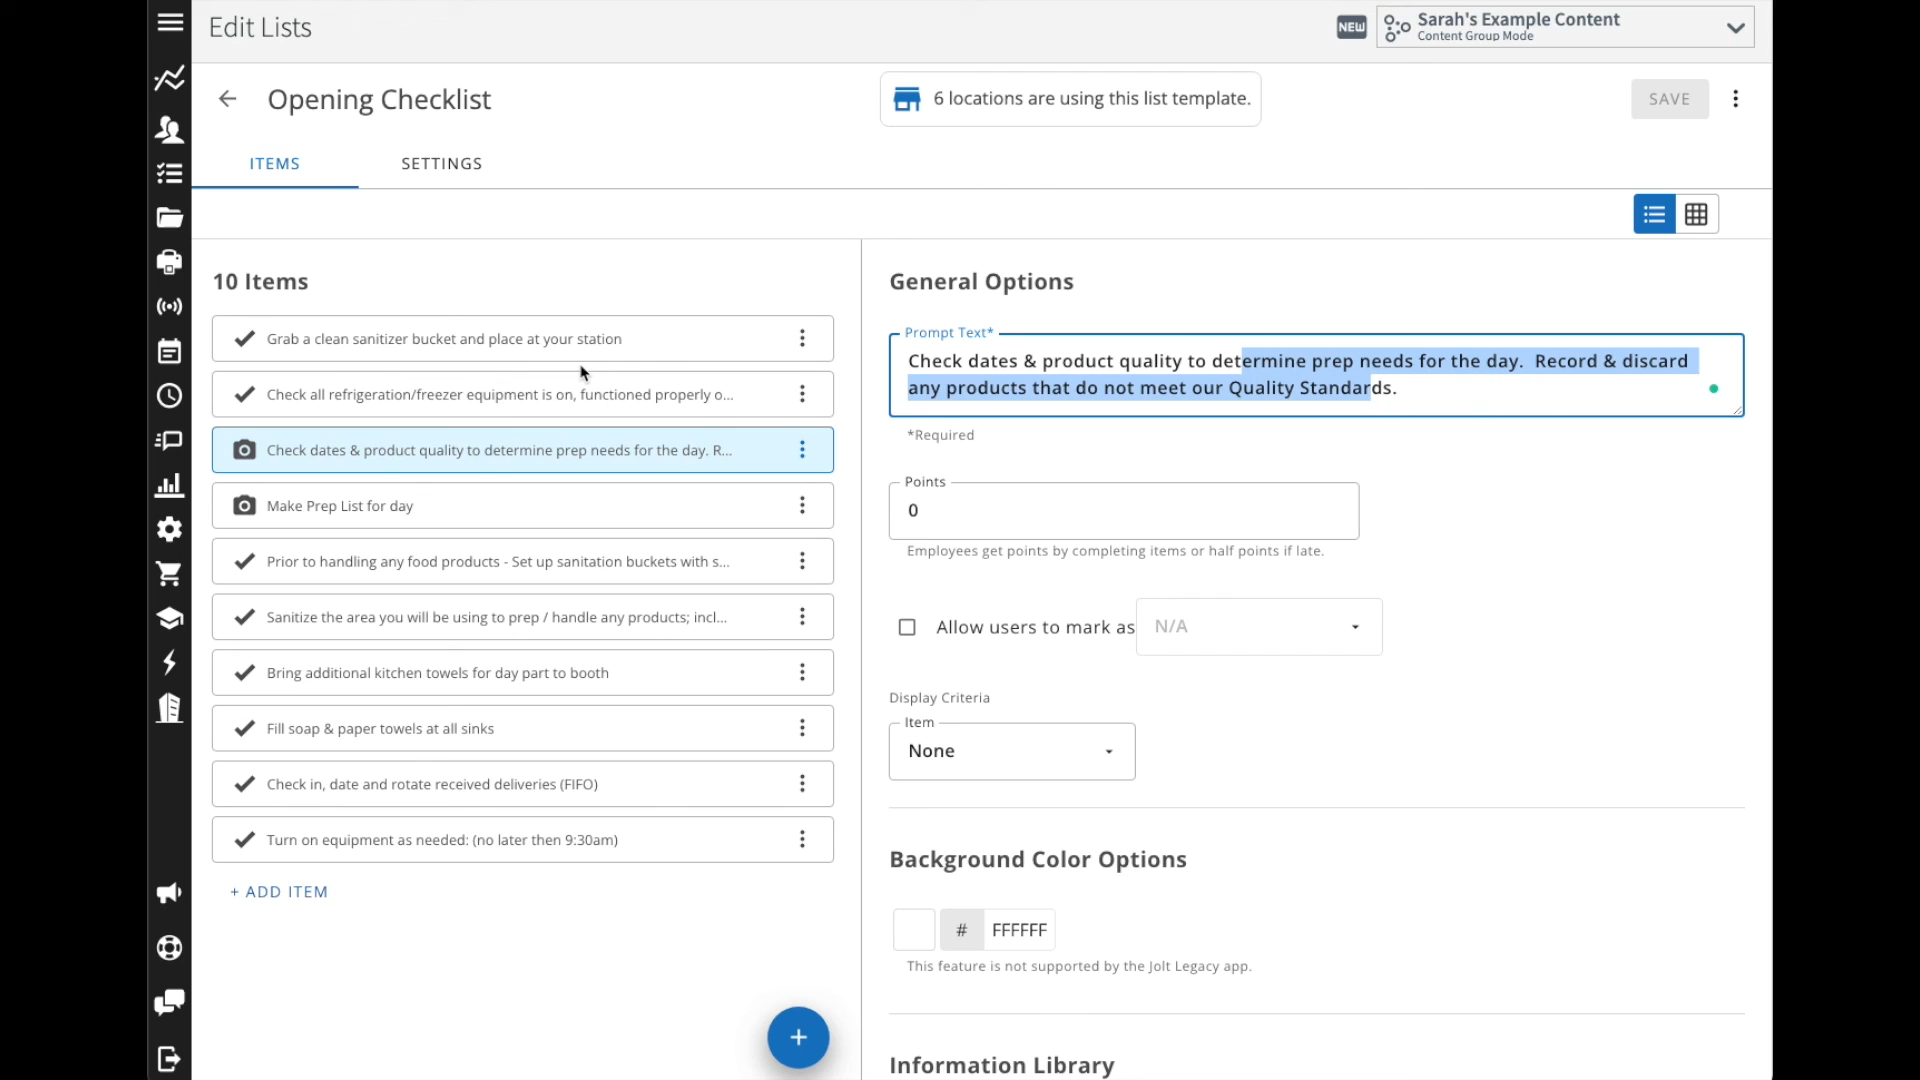 Edit Lists
NEW
Sarah's Example Content
Content Group Mode
Opening Checklist
6 locations are using this list template.
SAVE
ITEMS
SETTINGS
10 Items
Grab a clean sanitizer bucket and place at your station
Check all refrigeration/freezer equipment is on, functioned properly o...
Check dates & product quality to determine prep needs for the day. R...
Make Prep List for day
Prior to handling any food products - Set up sanitation buckets with s...
Sanitize the area you will be using to prep / handle any products; incl...
Bring additional kitchen towels for day part to booth
Fill soap & paper towels at all sinks
Check in, date and rotate received deliveries (FIFO)
Turn on equipment as needed: (no later then 9:30am)
+ ADD ITEM
+
General Options
Prompt Text*
Check dates & product quality to determine prep needs for the day.  Record & discard
any products that do not meet our Quality Standards.
*Required
Points
0
Employees get points by completing items or half points if late.
Allow users to mark as
N/A
Display Criteria
Item
None
Background Color Options
# FFFFFF
This feature is not supported by the Jolt Legacy app.
Information Library